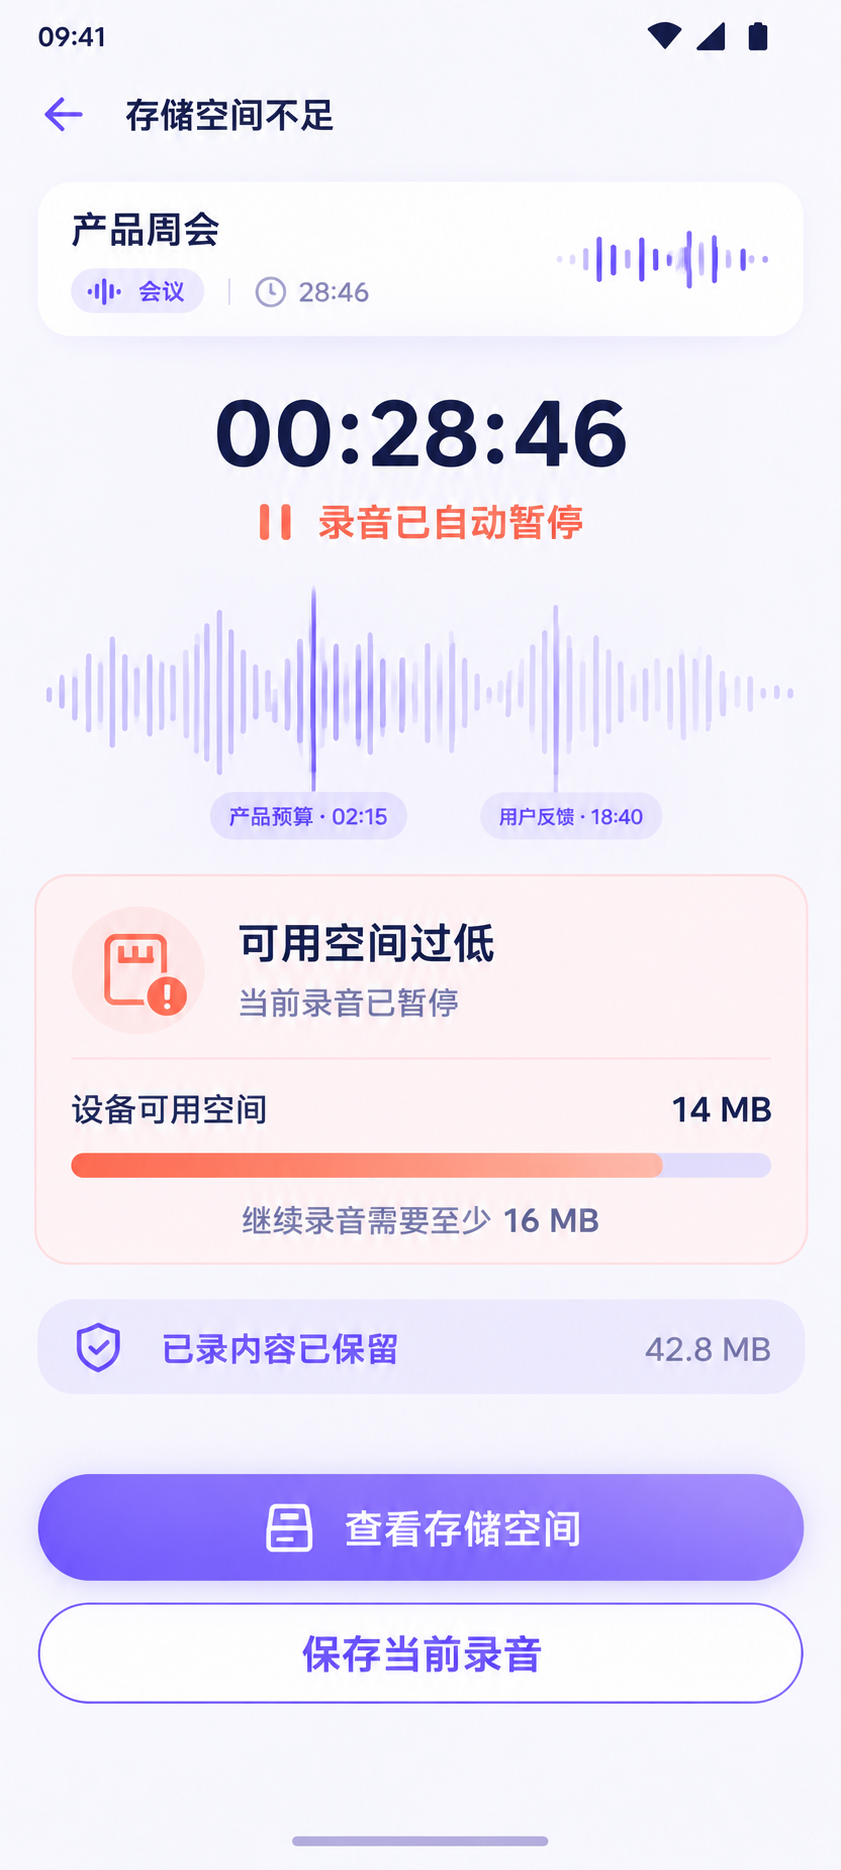 09:41
存储空间不足
产品周会
会议
28:46
00:28:46
录音已自动暂停
产品预算 · 02:15
用户反馈 · 18:40
可用空间过低
当前录音已暂停
设备可用空间 14 MB
继续录音需要至少 16 MB
已录内容已保留 42.8 MB
查看存储空间
保存当前录音